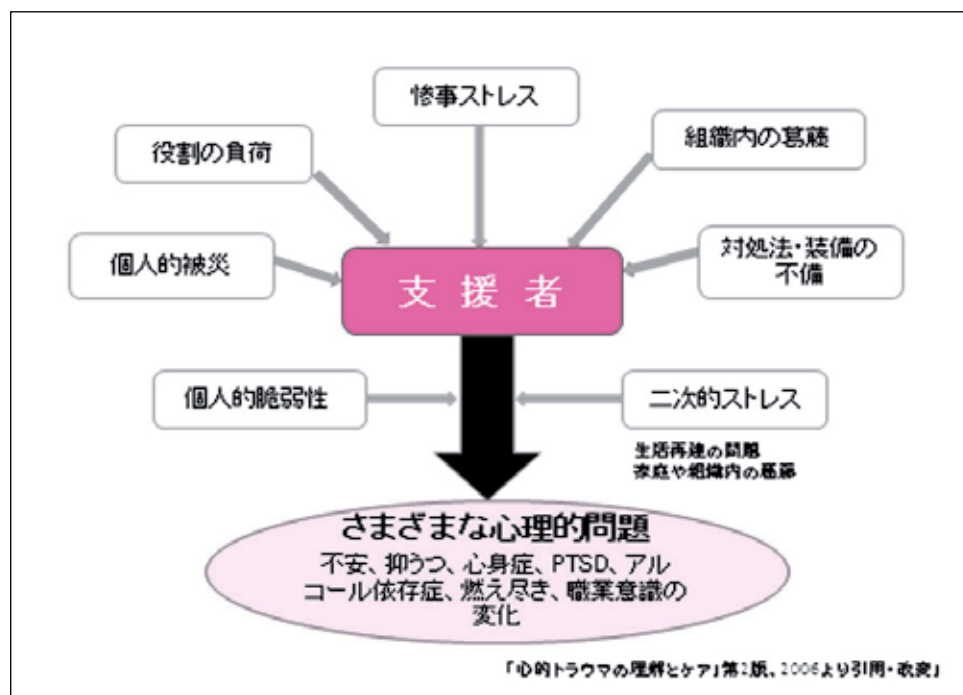 惨事ストレス
役割の負荷
組織内の葛藤
個人的被災
対処法・装備の
不備
支援者
個人的脆弱性
二次的ストレス
生活再建の問題
家庭や組織内の葛藤
さまざまな心理的問題
不安、抑うつ、心身症、PTSD、アル
コール依存症、燃え尽き、職業意識の
変化
「心的トラウマの理解とケア」第2版、2006より引用・改変」